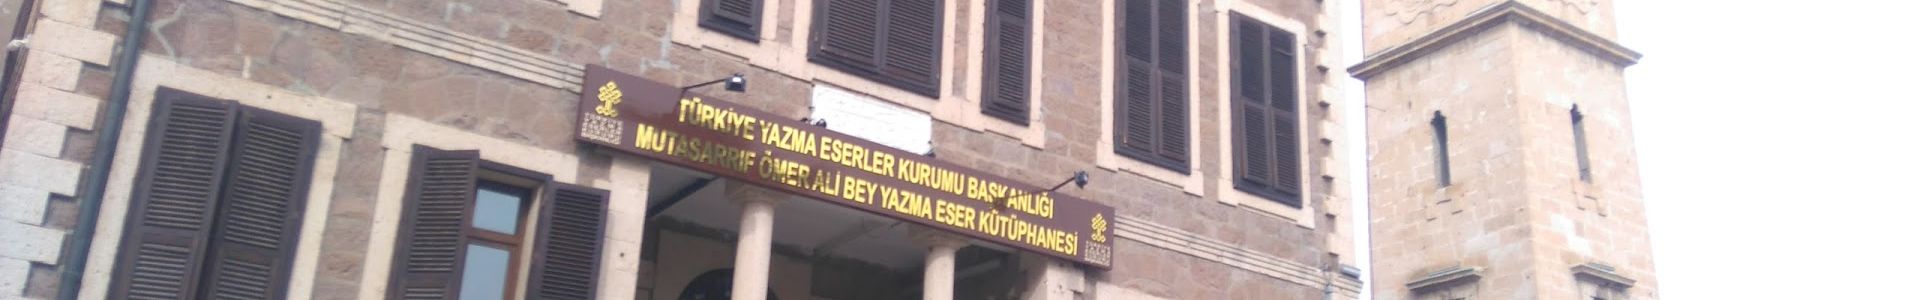 TÜRKİYE YAZMA ESERLER KURUMU BAŞKANLIĞI
MUTASARRIF ÖMER ALİ BEY YAZMA ESER KÜTÜPHANESİ